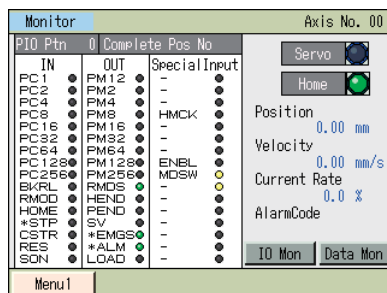 Monitor Axis No. 00
PIO Ptn 0 Complete Pos No
IN OUT Special Input
PC1 PM12 -
PC2 PM2 -
PC4 PM4 -
PC8 PM8 HMCK
PC16 PM16 -
PC32 PM32 -
PC64 PM64 -
PC128 PM128 ENBL
PC256 PM256 MDSW
BKRL RMDS -
RMOD HEND -
HOME PEND -
*STP SV -
CSTR *EMGS -
RES *ALM -
SON LOAD -
Servo
Home
Position
0.00 mm
Velocity
0.00 mm/s
Current Rate
0.0 %
AlarmCode
IO Mon Data Mon
Menu1